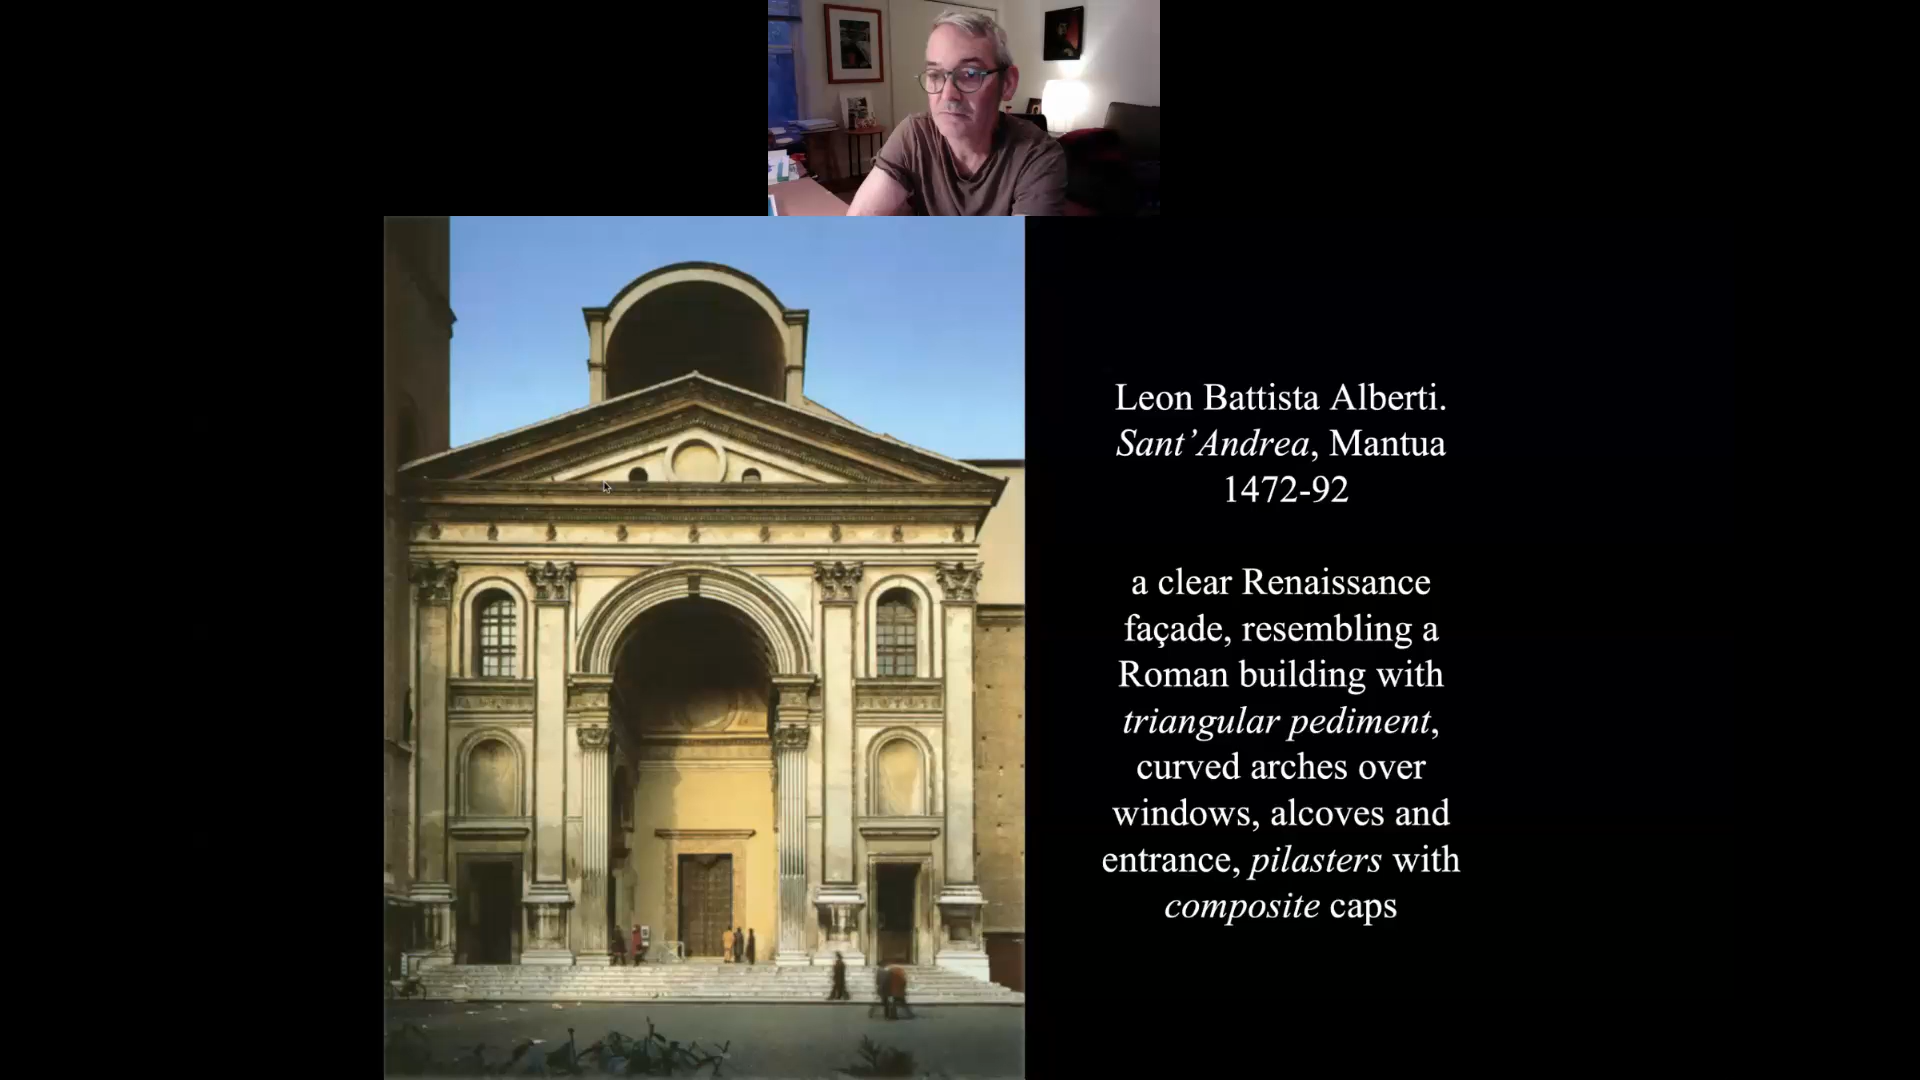 Leon Battista Alberti.
Sant’Andrea, Mantua
1472-92
a clear Renaissance
façade, resembling a
Roman building with
triangular pediment,
curved arches over
windows, alcoves and
entrance, pilasters with
composite caps